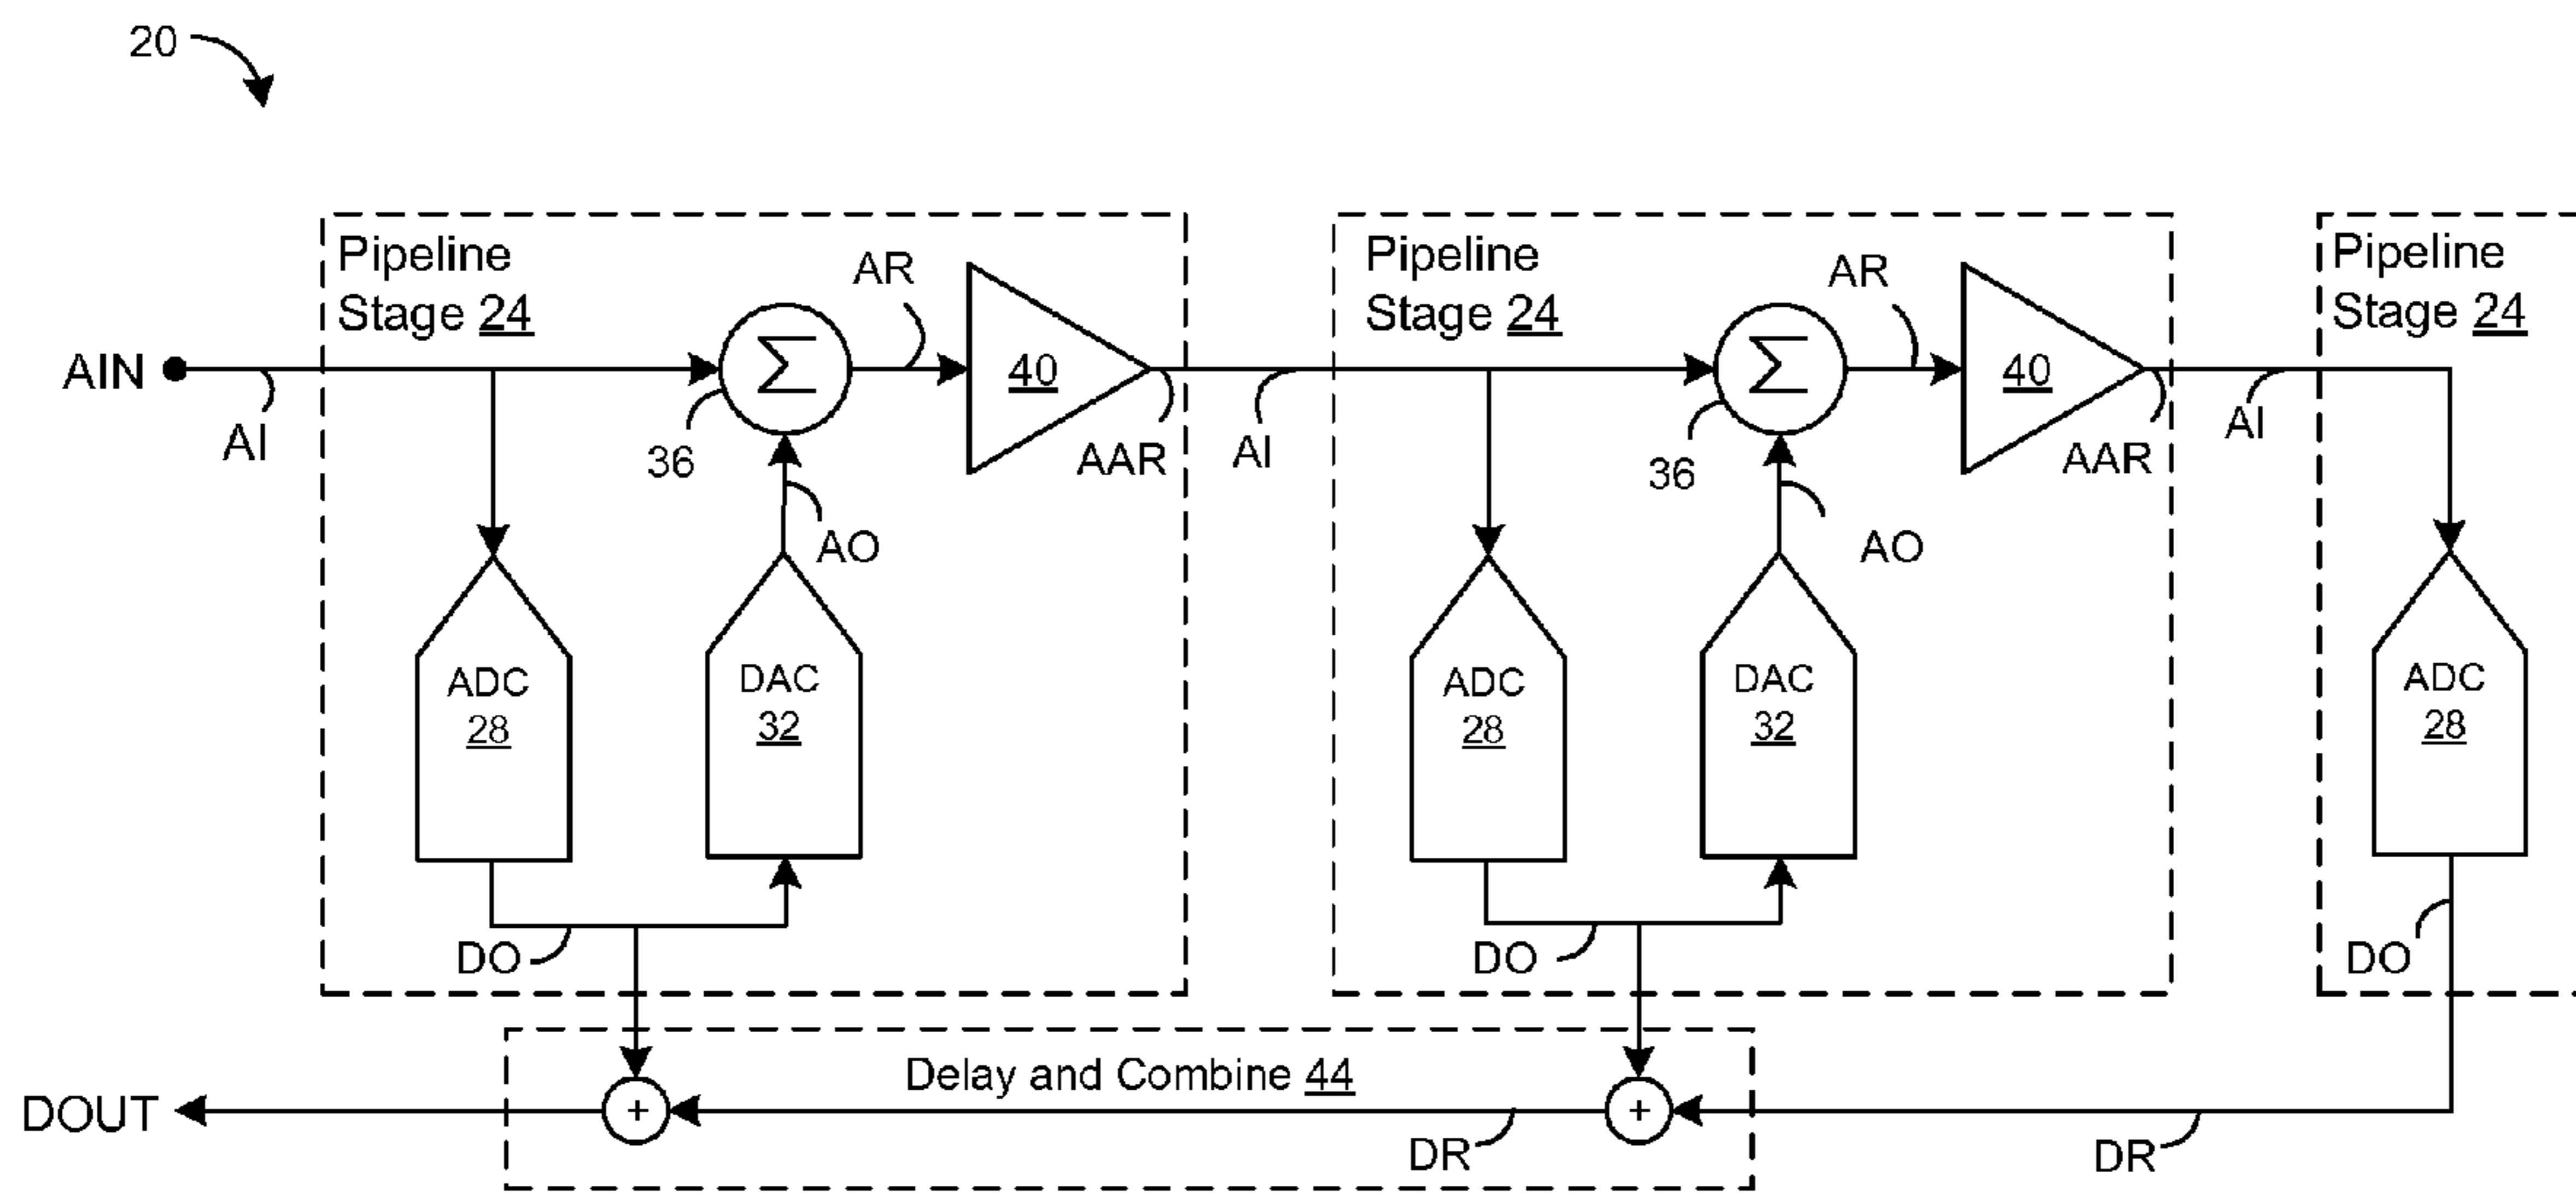 20
Pipeline
Stage 24
AR
40
Σ
36
AIN
AI
AAR
AO
ADC
28
DAC
32
DO
AI
Pipeline
Stage 24
AR
40
Σ
36
AAR
AO
ADC
28
DAC
32
DO
AI
Pipeline
Stage 24
ADC
28
DO
Delay and Combine 44
DOUT
+
DR
+
DR